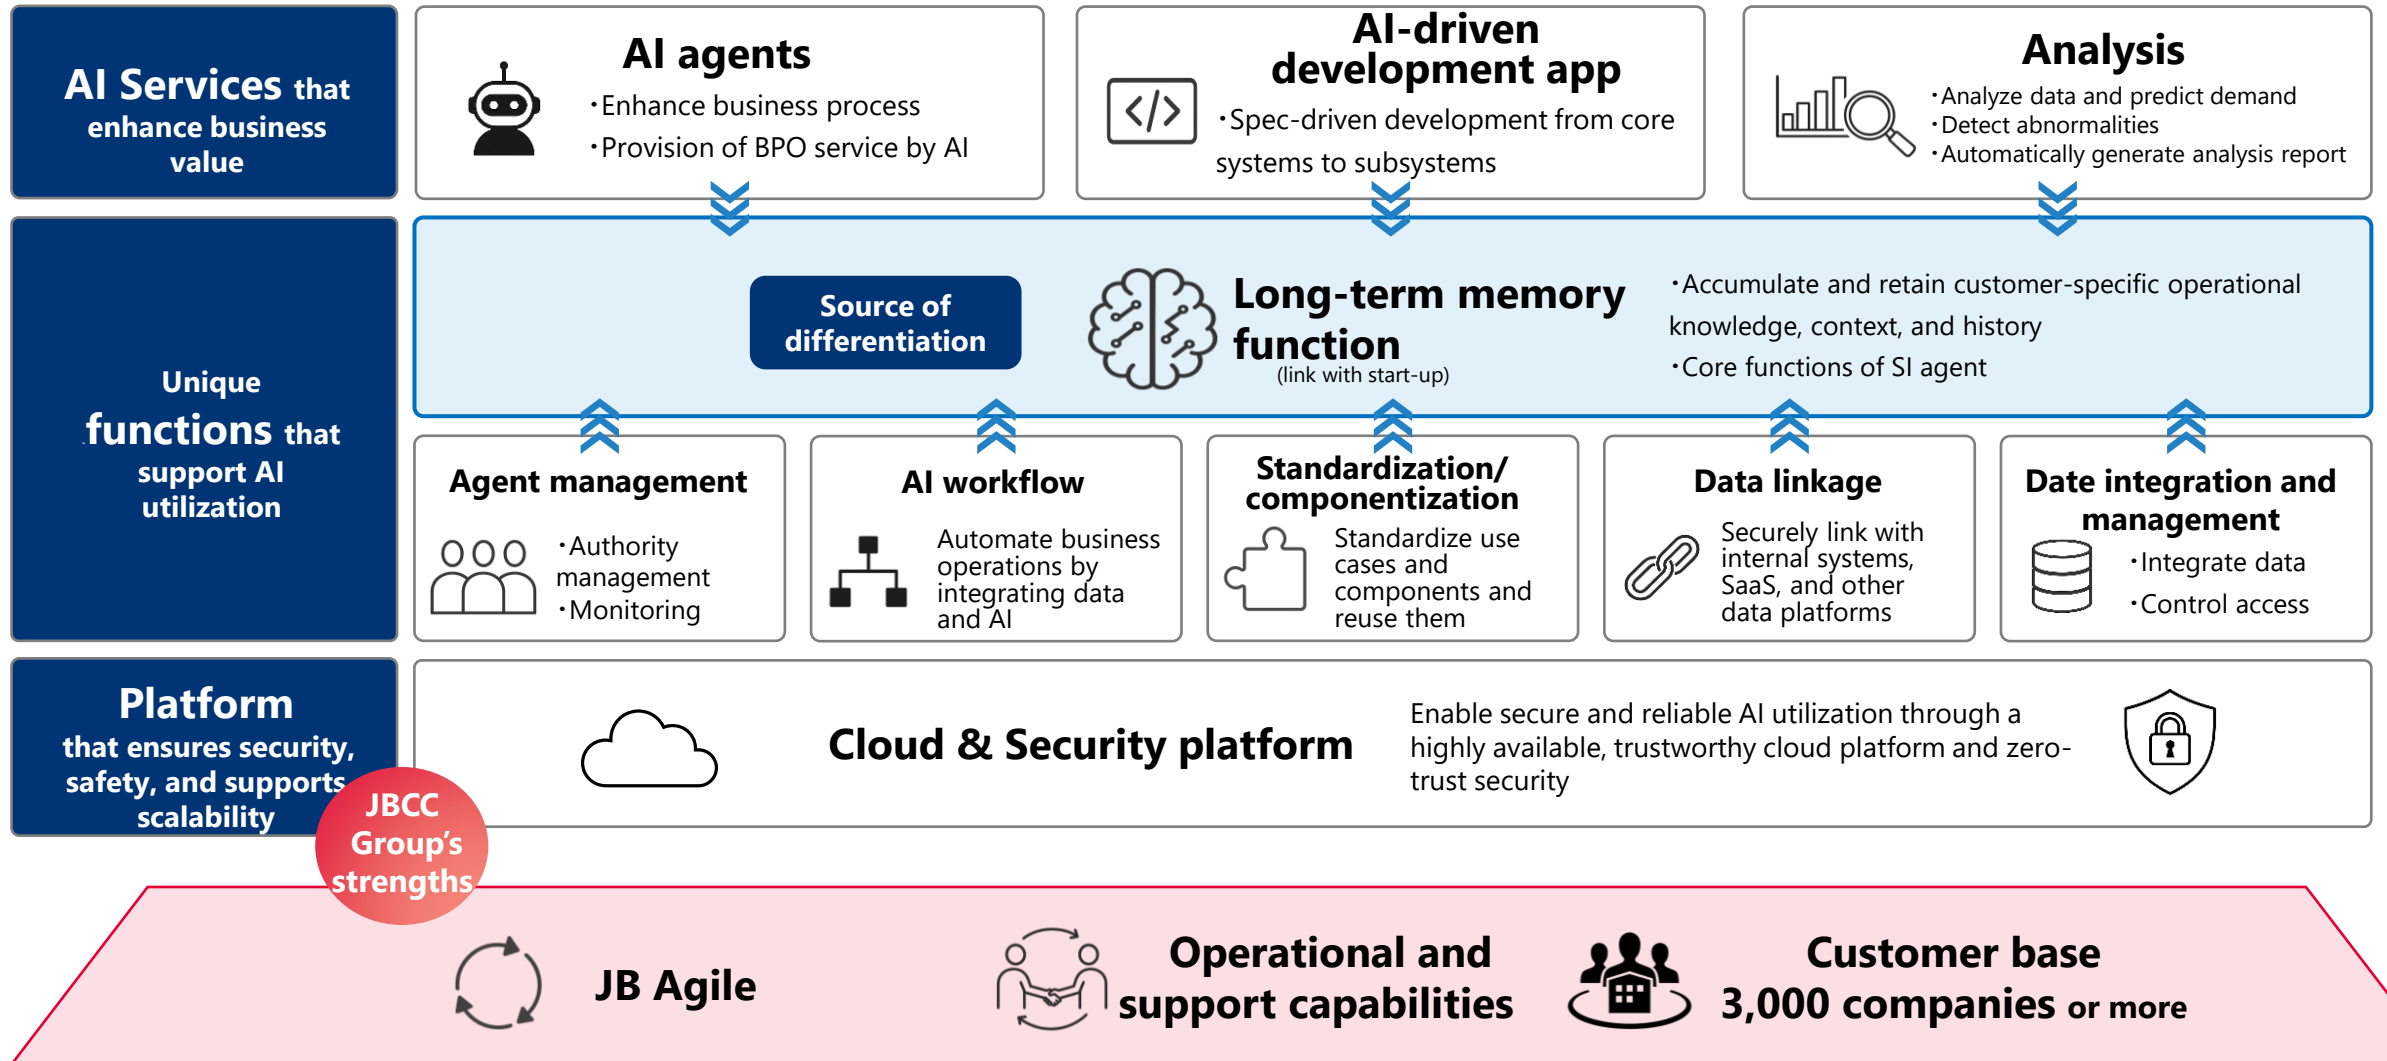 AI Services that
enhance business
value
AI agents
・Enhance business process
・Provision of BPO service by AI
AI-driven
development app
・Spec-driven development from core
systems to subsystems
Analysis
・Analyze data and predict demand
・Detect abnormalities
・Automatically generate analysis report
Unique
functions that
support AI
utilization
Source of
differentiation
Long-term memory
function
(link with start-up)
・Accumulate and retain customer-specific operational
knowledge, context, and history
・Core functions of SI agent
Agent management
・Authority
management
・Monitoring
AI workflow
Automate business
operations by
integrating data
and AI
Standardization/
componentization
Standardize use
cases and
components and
reuse them
Data linkage
Securely link with
internal systems,
SaaS, and other
data platforms
Date integration and
management
・Integrate data
・Control access
Platform
that ensures security,
safety, and supports
scalability
Cloud & Security platform
Enable secure and reliable AI utilization through a
highly available, trustworthy cloud platform and zero-
trust security
JBCC
Group's
strengths
JB Agile
Operational and
support capabilities
Customer base
3,000 companies or more